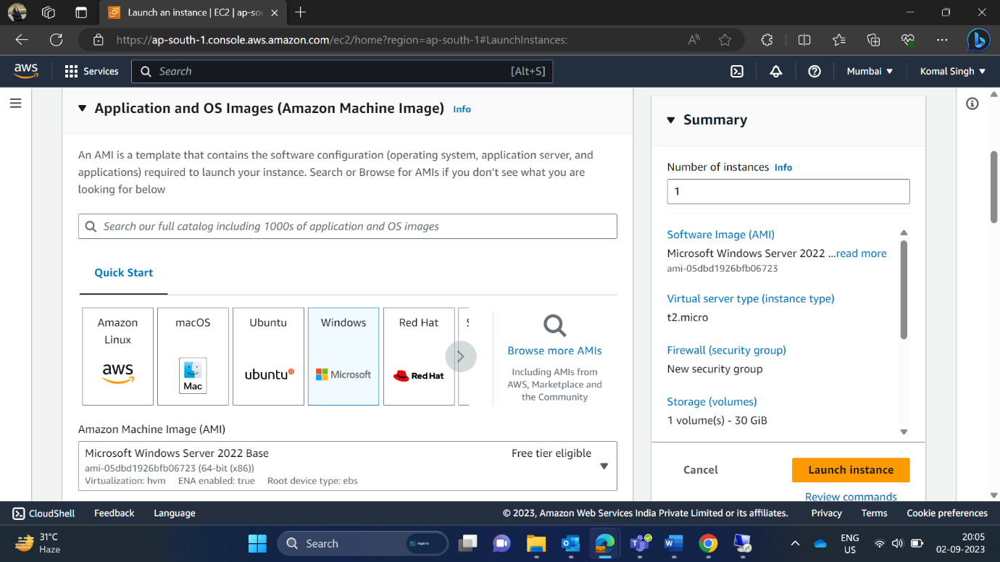 Launch an instance | EC2 | ap-so
https://ap-south-1.console.aws.amazon.com/ec2/home?region=ap-south-1#LaunchInstances:
aws
Services
Search
[Alt+S]
Mumbai
Komal Singh
Application and OS Images (Amazon Machine Image) Info
An AMI is a template that contains the software configuration (operating system, application server, and
applications) required to launch your instance. Search or Browse for AMIs if you don't see what you are
looking for below
Search our full catalog including 1000s of application and OS images
Quick Start
Amazon
Linux
aws
macOS
Mac
Ubuntu
ubuntu
Windows
Microsoft
Red Hat
Red Hat
S
Browse more AMIs
Including AMIs from
AWS, Marketplace and
the Community
Amazon Machine Image (AMI)
Microsoft Windows Server 2022 Base
Free tier eligible
ami-05dbd1926bfb06723 (64-bit (x86))
Virtualization: hvm ENA enabled: true Root device type: ebs
Summary
Number of instances Info
1
Software Image (AMI)
Microsoft Windows Server 2022 ...read more
ami-05dbd1926bfb06723
Virtual server type (instance type)
t2.micro
Firewall (security group)
New security group
Storage (volumes)
1 volume(s) - 30 GiB
Cancel
Launch instance
Review commands
CloudShell
Feedback
Language
© 2023, Amazon Web Services India Private Limited or its affiliates.
Privacy
Terms
Cookie preferences
31°C
Haze
Search
ENG
US
20:05
02-09-2023